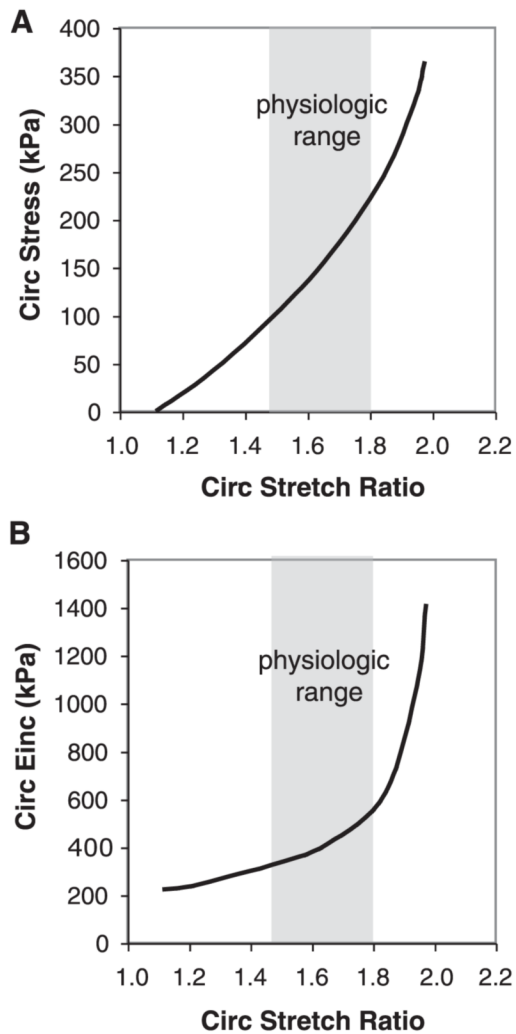 A
400
350
300
250
200
150
100
50
0
Circ Stress (kPa)
physiologic
range
1.0 1.2 1.4 1.6 1.8 2.0 2.2
Circ Stretch Ratio
B
1600
1400
1200
1000
800
600
400
200
0
Circ Einc (kPa)
physiologic
range
1.0 1.2 1.4 1.6 1.8 2.0 2.2
Circ Stretch Ratio